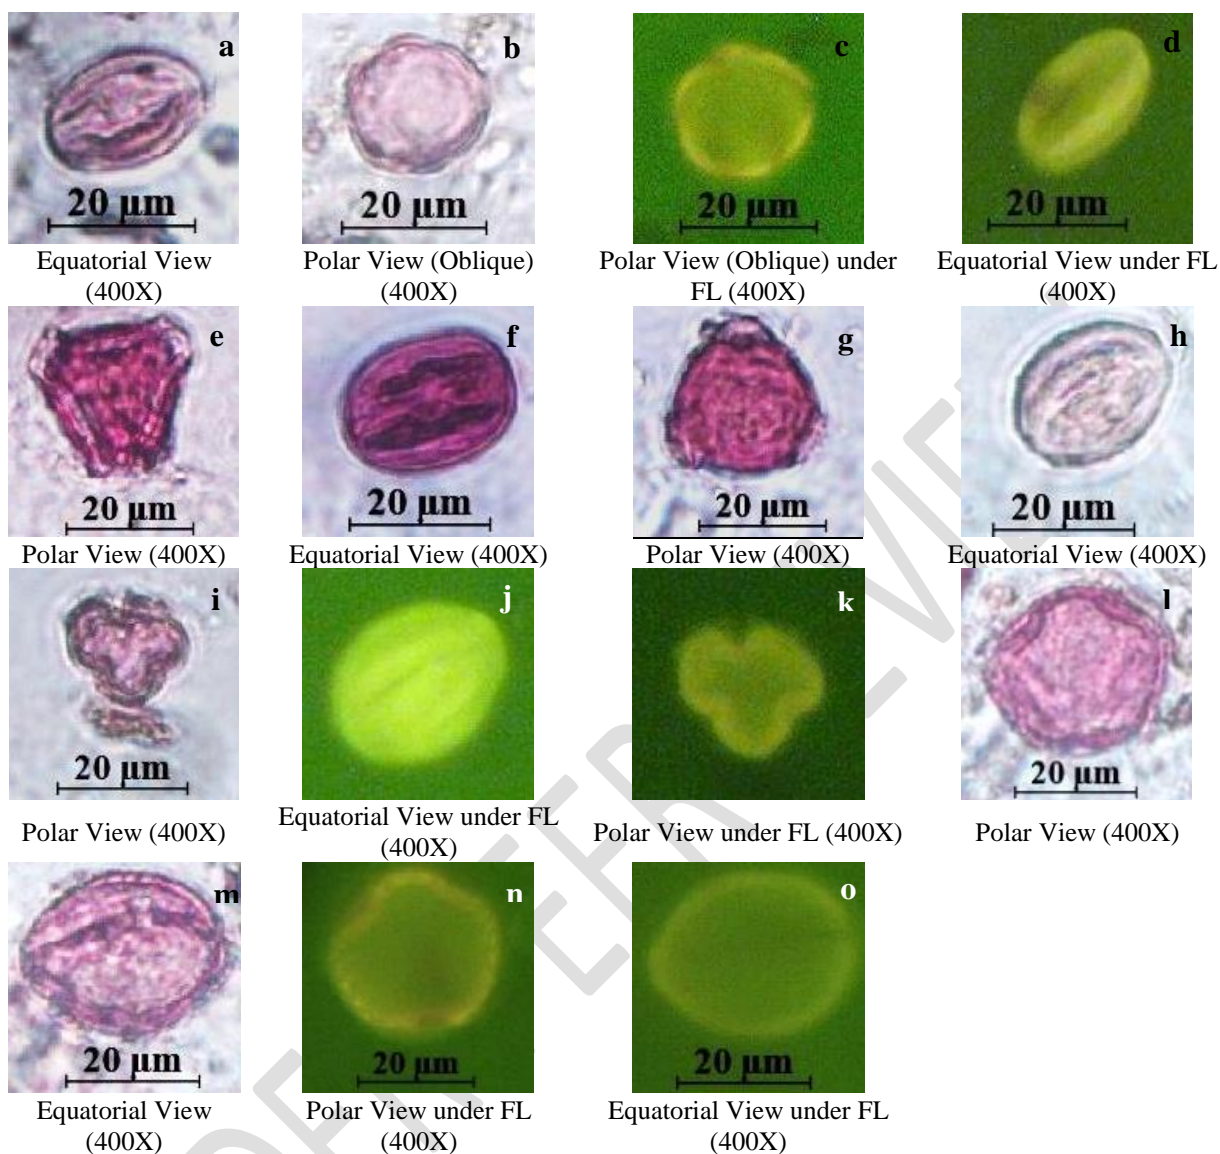 a
b
c
d
20 µm
20 µm
20 µm
20 µm
Equatorial View
(400X)
Polar View (Oblique)
(400X)
Polar View (Oblique) under
FL (400X)
Equatorial View under FL
(400X)
e
f
g
h
20 µm
20 µm
20 µm
20 µm
Polar View (400X)
Equatorial View (400X)
Polar View (400X)
Equatorial View (400X)
i
j
k
l
20 µm
20 µm
20 µm
20 µm
Polar View (400X)
Equatorial View under FL
(400X)
Polar View under FL (400X)
Polar View (400X)
m
n
o
20 µm
20 µm
20 µm
Equatorial View
(400X)
Polar View under FL
(400X)
Equatorial View under FL
(400X)